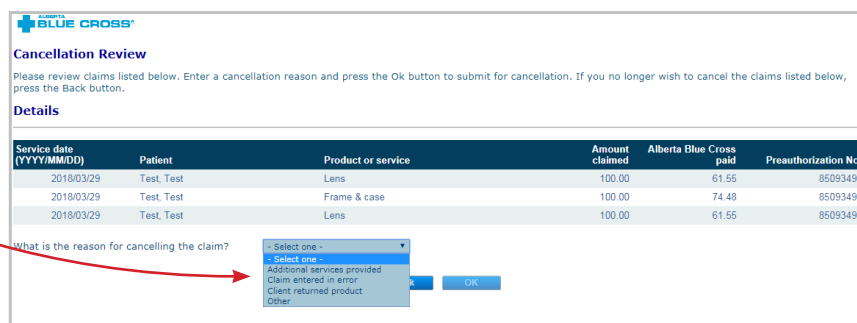 ALBERTA
BLUE CROSS®
Cancellation Review
Please review claims listed below. Enter a cancellation reason and press the Ok button to submit for cancellation. If you no longer wish to cancel the claims listed below,
press the Back button.
Details
Service date (YYYY/MM/DD) Patient Product or service Amount claimed Alberta Blue Cross paid Preauthorization No
2018/03/29 Test, Test Lens 100.00 61.55 8509349
2018/03/29 Test, Test Frame & case 100.00 74.48 8509349
2018/03/29 Test, Test Lens 100.00 61.55 8509349
What is the reason for cancelling the claim? - Select one -
- Select one -
Additional services provided
Claim entered in error
Client returned product
Other
k OK